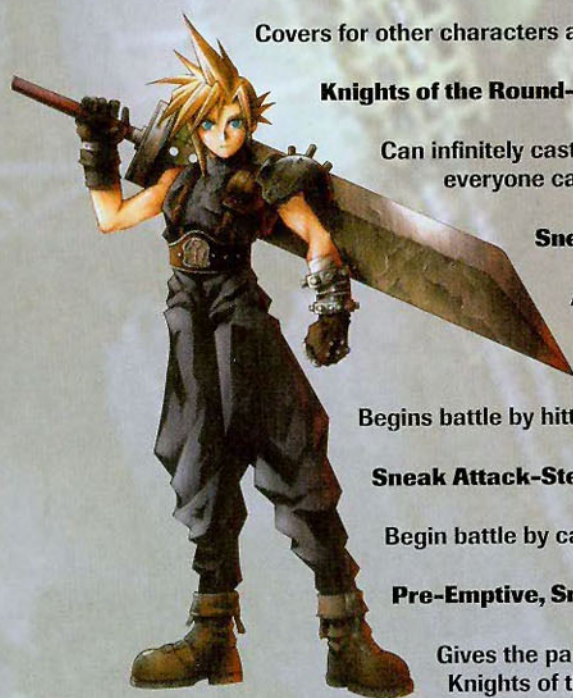 Covers for other characters a
Knights of the Round-
Can infinitely cast
everyone ca
Sne
Begins battle by hitt
Sneak Attack-Ste
Begin battle by ca
Pre-Emptive, Sn
Gives the pa
Knights of t